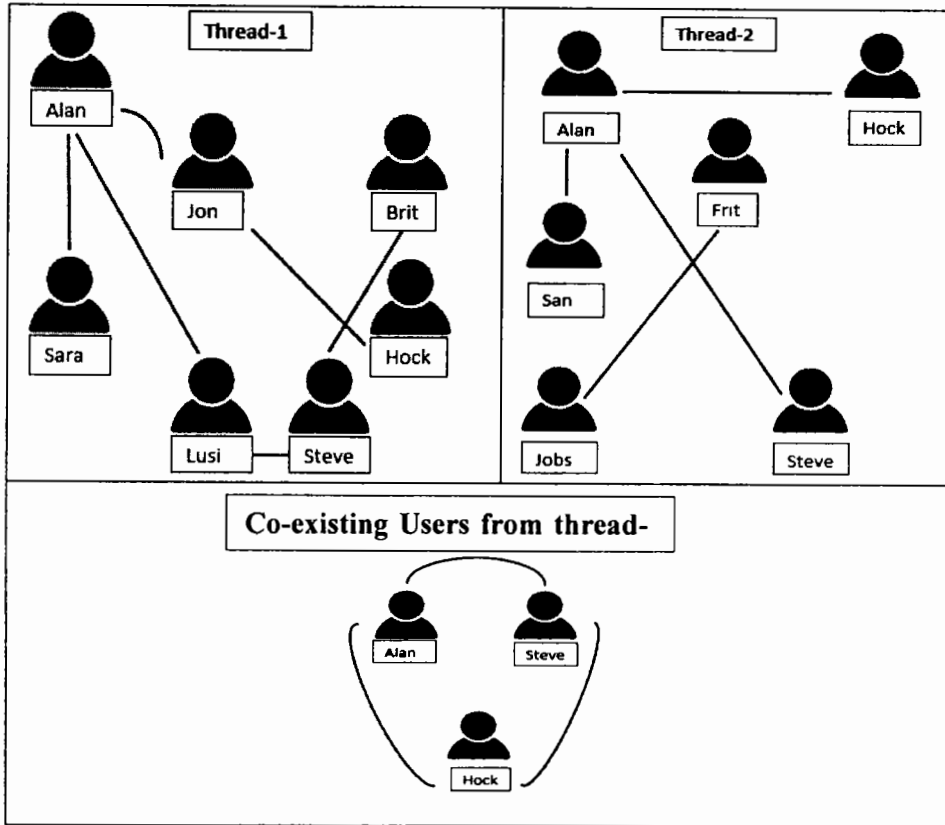 Thread-1
Alan
Jon
Brit
Sara
Hock
Lusi
Steve
Thread-2
Alan
Hock
Frit
San
Jobs
Steve
Co-existing Users from thread-
Alan
Steve
Hock